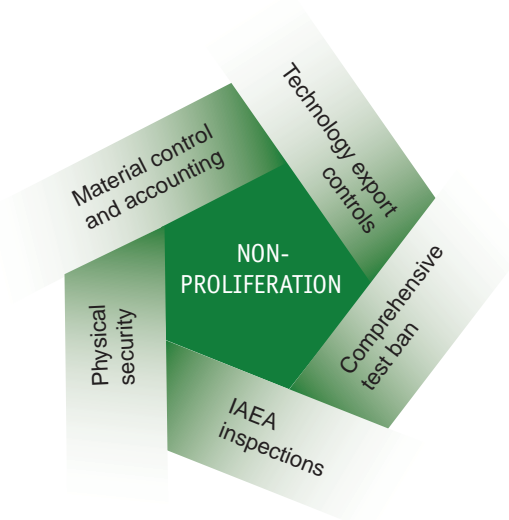 Technology export
controls
Material control
and accounting
NON-
PROLIFERATION
Comprehensive
test ban
Physical
security
IAEA
inspections